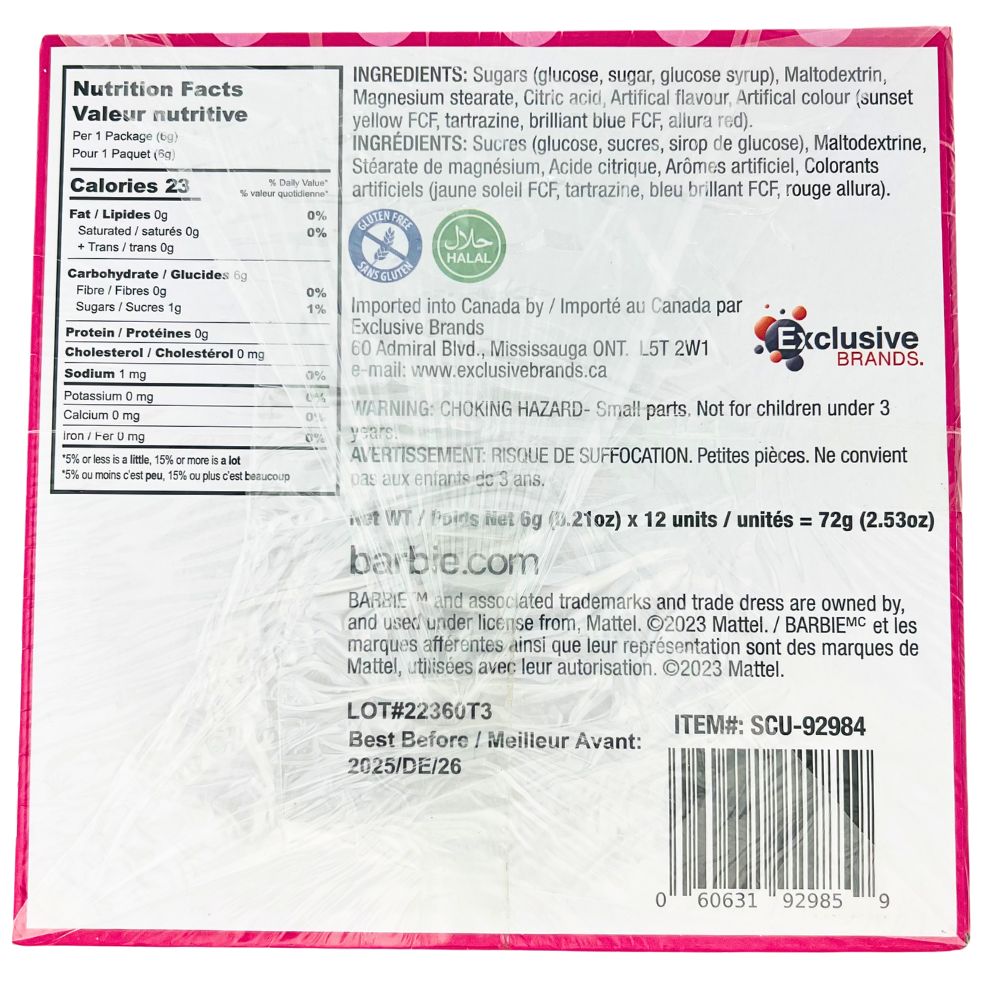 Nutrition Facts
Valeur nutritive
Per 1 Package (6g)
Pour 1 Paquet (6g)
Calories 23
% Daily Value*
% valeur quotidienne*
Fat / Lipides 0g 0%
Saturated / saturés 0g 0%
+ Trans / trans 0g
Carbohydrate / Glucides 6g
Fibre / Fibres 0g 0%
Sugars / Sucres 1g 1%
Protein / Protéines 0g
Cholesterol / Cholestérol 0 mg
Sodium 1 mg 0%
Potassium 0 mg 0%
Calcium 0 mg 0%
Iron / Fer 0 mg 0%
*5% or less is a little, 15% or more is a lot
*5% ou moins c'est peu, 15% ou plus c'est beaucoup
INGREDIENTS: Sugars (glucose, sugar, glucose syrup), Maltodextrin,
Magnesium stearate, Citric acid, Artifical flavour, Artifical colour (sunset
yellow FCF, tartrazine, brilliant blue FCF, allura red).
INGRÉDIENTS: Sucres (glucose, sucres, sirop de glucose), Maltodextrine,
Stéarate de magnésium, Acide citrique, Arômes artificiel, Colorants
artificiels (jaune soleil FCF, tartrazine, bleu brillant FCF, rouge allura).
GLUTEN FREE
SANS GLUTEN
حلال
HALAL
Imported into Canada by / Importé au Canada par
Exclusive Brands
60 Admiral Blvd., Mississauga ONT. L5T 2W1
e-mail: www.exclusivebrands.ca
Exclusive
BRANDS.
WARNING: CHOKING HAZARD- Small parts. Not for children under 3
years.
AVERTISSEMENT: RISQUE DE SUFFOCATION. Petites pièces. Ne convient
pas aux enfants de 3 ans.
Net WT / Poids Net 6g (0.21oz) x 12 units / unités = 72g (2.53oz)
barbie.com
BARBIE™ and associated trademarks and trade dress are owned by,
and used under license from, Mattel. ©2023 Mattel. / BARBIEᴹᶜ et les
marques afférentes ainsi que leur représentation sont des marques de
Mattel, utilisées avec leur autorisation. ©2023 Mattel.
LOT#22360T3
Best Before / Meilleur Avant:
2025/DE/26
ITEM#: SCU-92984
0 60631 92985 9